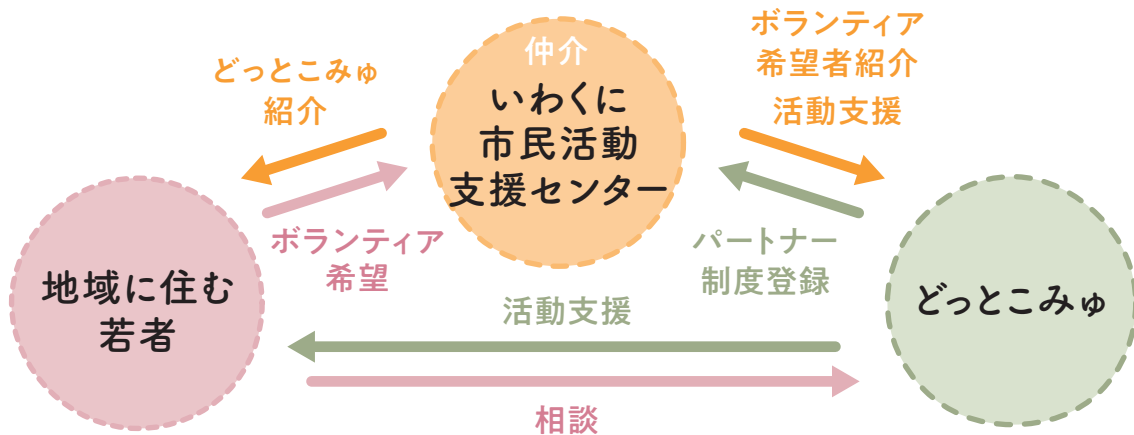 仲介
いわくに
市民活動
支援センター
どっとこみゅ
紹介
ボランティア
希望者紹介
活動支援
ボランティア
希望
パートナー
制度登録
地域に住む
若者
どっとこみゅ
活動支援
相談